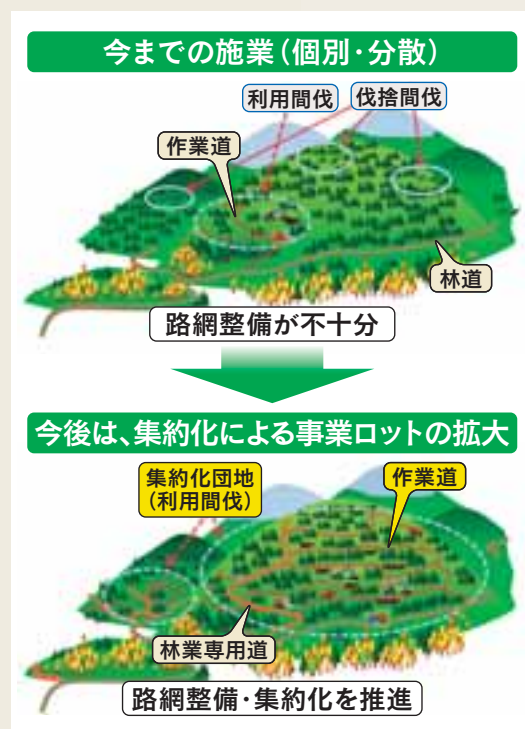 今までの施業（個別・分散）
利用間伐
伐捨間伐
作業道
林道
路網整備が不十分
今後は、集約化による事業ロットの拡大
集約化団地
（利用間伐）
作業道
林業専用道
路網整備・集約化を推進